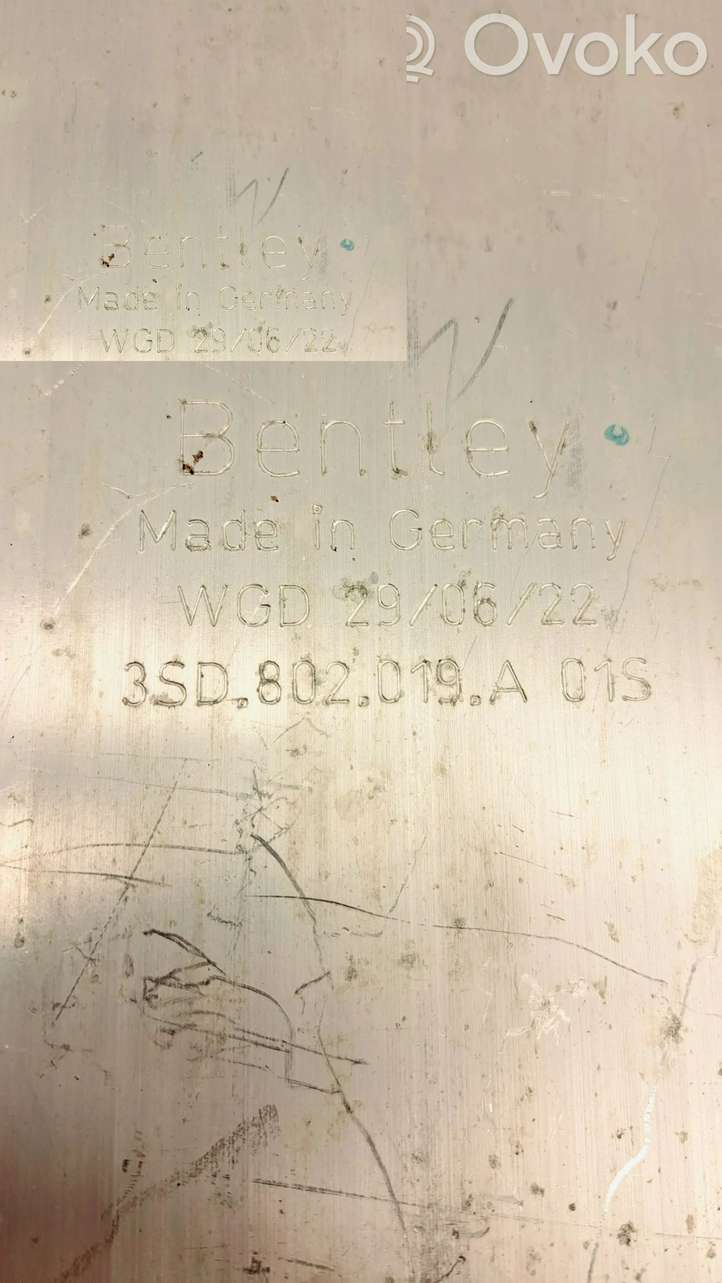 Ovoko
Bentley
Made in Germany
WGD 29/06/22
W
Bentley
Made in Germany
WGD 29/06/22
3SD.802.019.A 01S